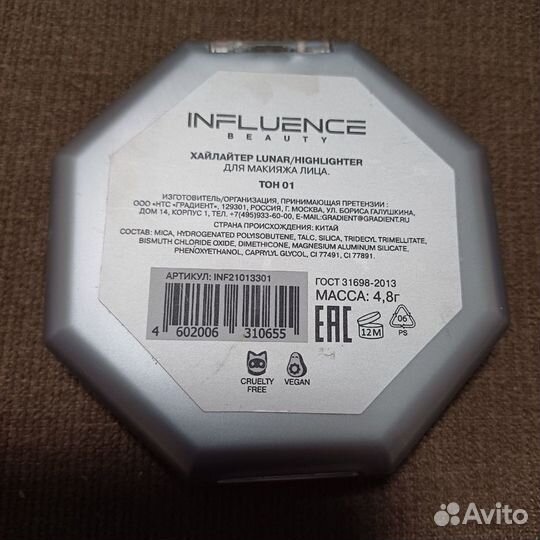 INFLUENCE
BEAUTY
ХАЙЛАЙТЕР LUNAR/HIGHLIGHTER
ДЛЯ МАКИЯЖА ЛИЦА.
ТОН 01
ИЗГОТОВИТЕЛЬ/ОРГАНИЗАЦИЯ, ПРИНИМАЮЩАЯ ПРЕТЕНЗИИ :
ООО «НТС «ГРАДИЕНТ», 129301, РОССИЯ, Г. МОСКВА, УЛ. БОРИСА ГАЛУШКИНА,
ДОМ 14, КОРПУС 1, ТЕЛ. +7(495)933-60-00, E-MAIL:GRADIENT@GRADIENT.RU
СТРАНА ПРОИСХОЖДЕНИЯ: КИТАЙ
СОСТАВ: MICA, HYDROGENATED POLYISOBUTENE, TALC, SILICA, TRIDECYL TRIMELLITATE,
BISMUTH CHLORIDE OXIDE, DIMETHICONE, MAGNESIUM ALUMINUM SILICATE,
PHENOXYETHANOL, CAPRYLYL GLYCOL, CI 77491, CI 77891.
АРТИКУЛ: INF21013301
4 602006 310655
ГОСТ 31698-2013
МАССА: 4,8г
EAC
12M
06
PS
CRUELTY
FREE
VEGAN
Avito